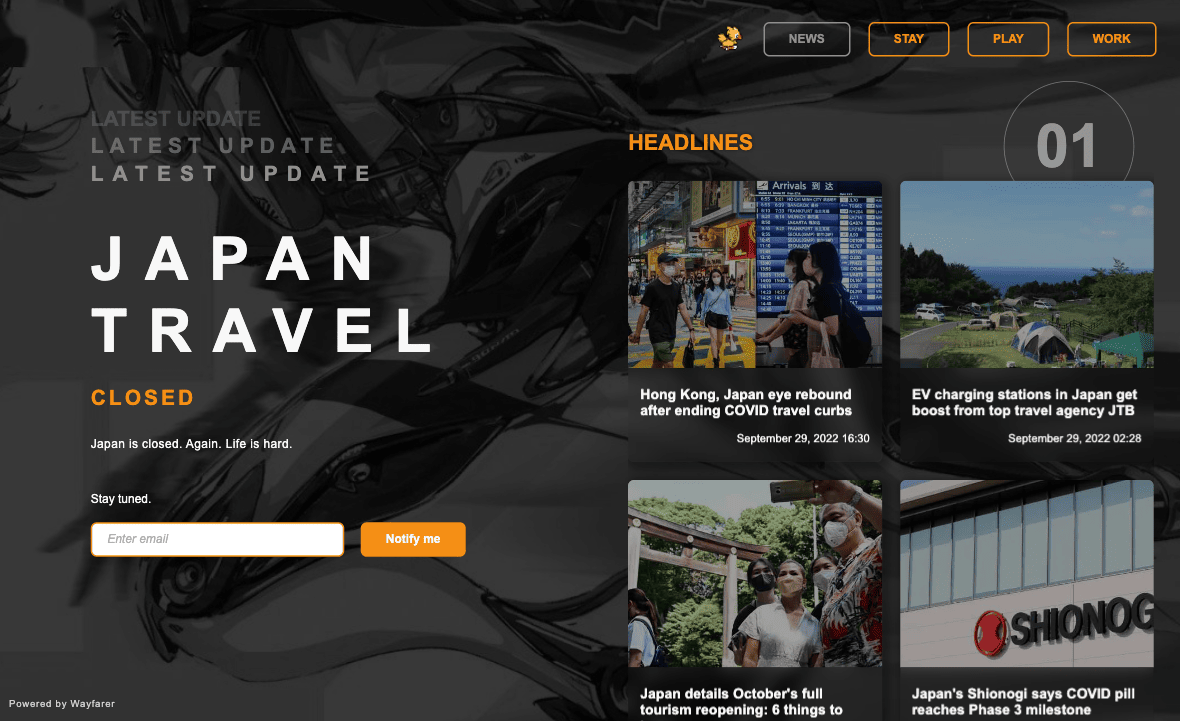 NEWS
STAY
PLAY
WORK
LATEST UPDATE
LATEST UPDATE
LATEST UPDATE
JAPAN
TRAVEL
CLOSED
Japan is closed. Again. Life is hard.
Stay tuned.
Enter email
Notify me
Powered by Wayfarer
HEADLINES
01
Arrivals 到 达
Hong Kong, Japan eye rebound
after ending COVID travel curbs
September 29, 2022 16:30
EV charging stations in Japan get
boost from top travel agency JTB
September 29, 2022 02:28
Japan details October's full
tourism reopening: 6 things to
SHIONOG
Japan's Shionogi says COVID pill
reaches Phase 3 milestone